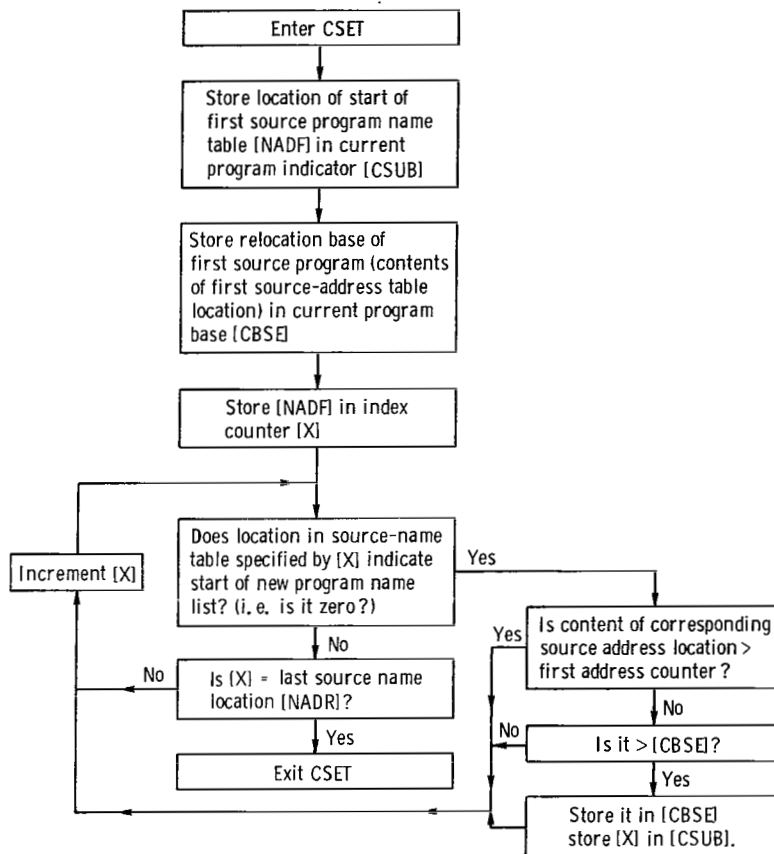 Enter CSET
Store location of start of
first source program name
table [NADF] in current
program indicator [CSUB]
Store relocation base of
first source program (contents
of first source-address table
location) in current program
base [CBSE]
Store [NADF] in index
counter [X]
Does location in source-name
table specified by [X] indicate
start of new program name
list? (i.e. is it zero?)
Yes
Increment [X]
No
Is content of corresponding
source address location >
first address counter ?
Yes
No
Is [X] = last source name
location [NADR]?
No
Yes
Is it > [CBSE]?
No
Yes
Exit CSET
Store it in [CBSE]
store [X] in [CSUB].